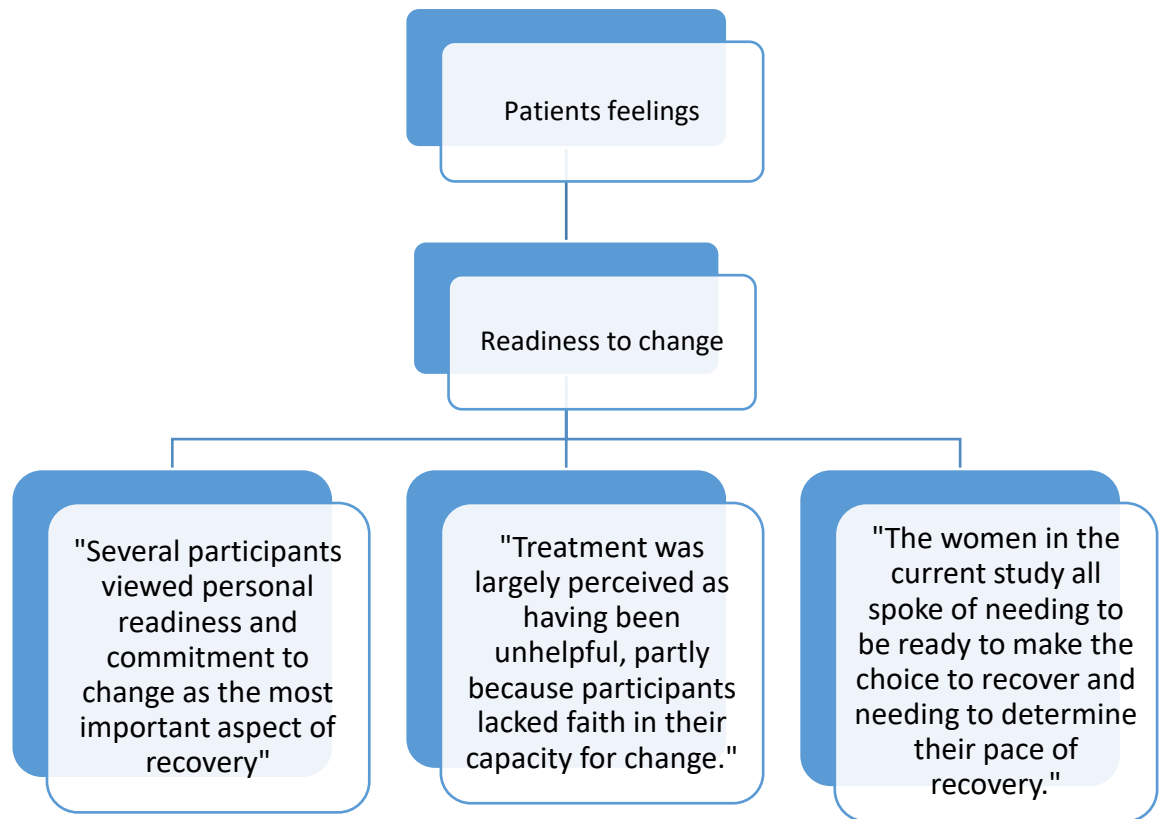 Patients feelings
Readiness to change
"Several participants
viewed personal
readiness and
commitment to
change as the most
important aspect of
recovery"
"Treatment was
largely perceived as
having been
unhelpful, partly
because participants
lacked faith in their
capacity for change."
"The women in the
current study all
spoke of needing to
be ready to make the
choice to recover and
needing to determine
their pace of
recovery."